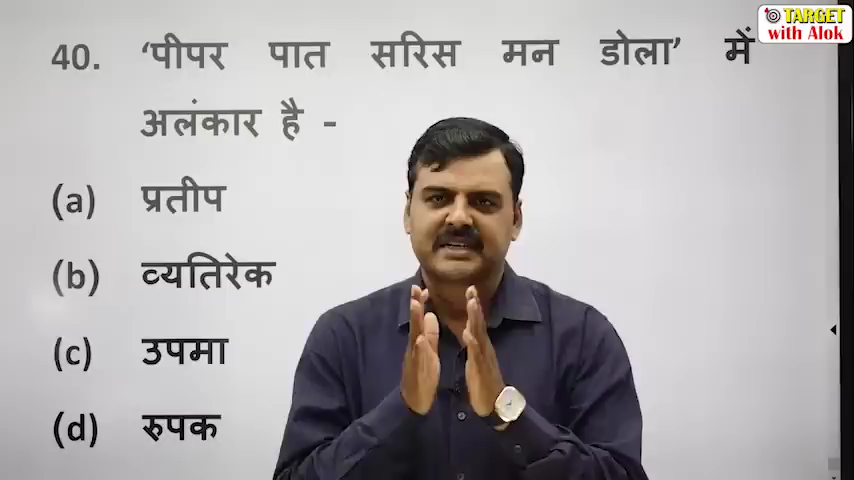 TARGET
with Alok
40. ‘पीपर पात सरिस मन डोला’ में
अलंकार है -
(a) प्रतीप
(b) व्यतिरेक
(c) उपमा
(d) रुपक